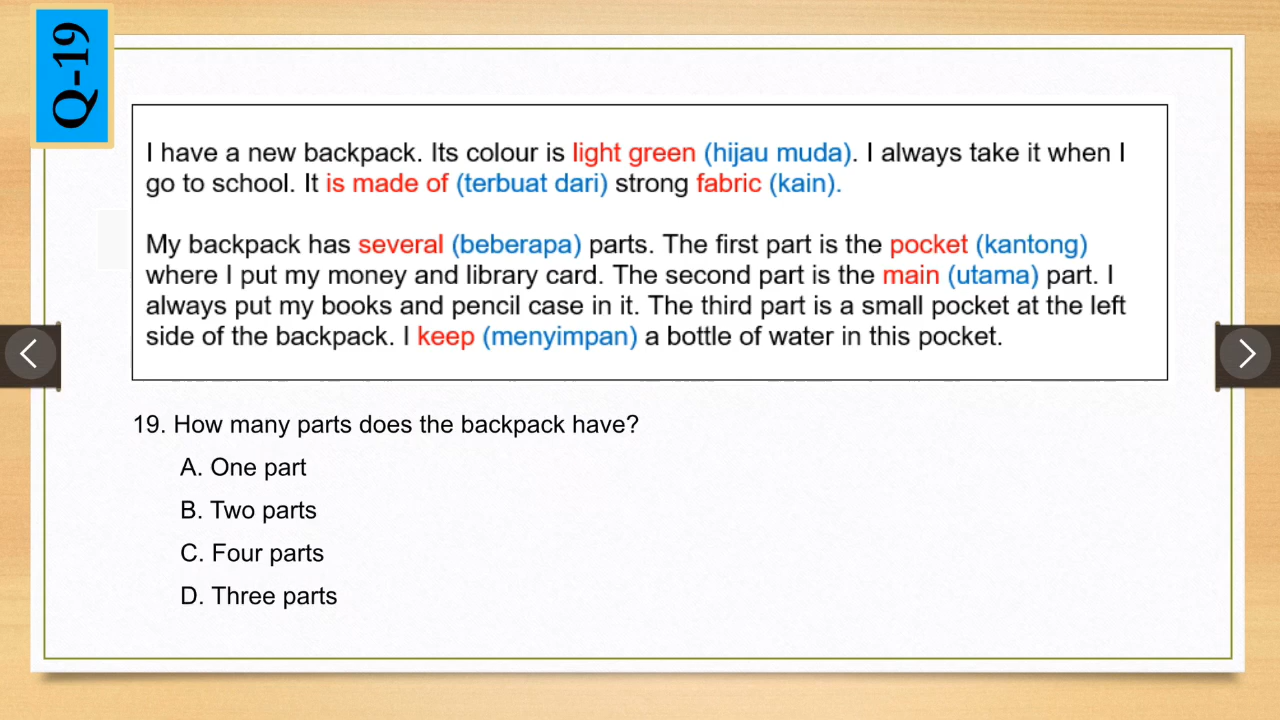 Q-19
I have a new backpack. Its colour is light green (hijau muda). I always take it when I
go to school. It is made of (terbuat dari) strong fabric (kain).
My backpack has several (beberapa) parts. The first part is the pocket (kantong)
where I put my money and library card. The second part is the main (utama) part. I
always put my books and pencil case in it. The third part is a small pocket at the left
side of the backpack. I keep (menyimpan) a bottle of water in this pocket.
19. How many parts does the backpack have?
A. One part
B. Two parts
C. Four parts
D. Three parts